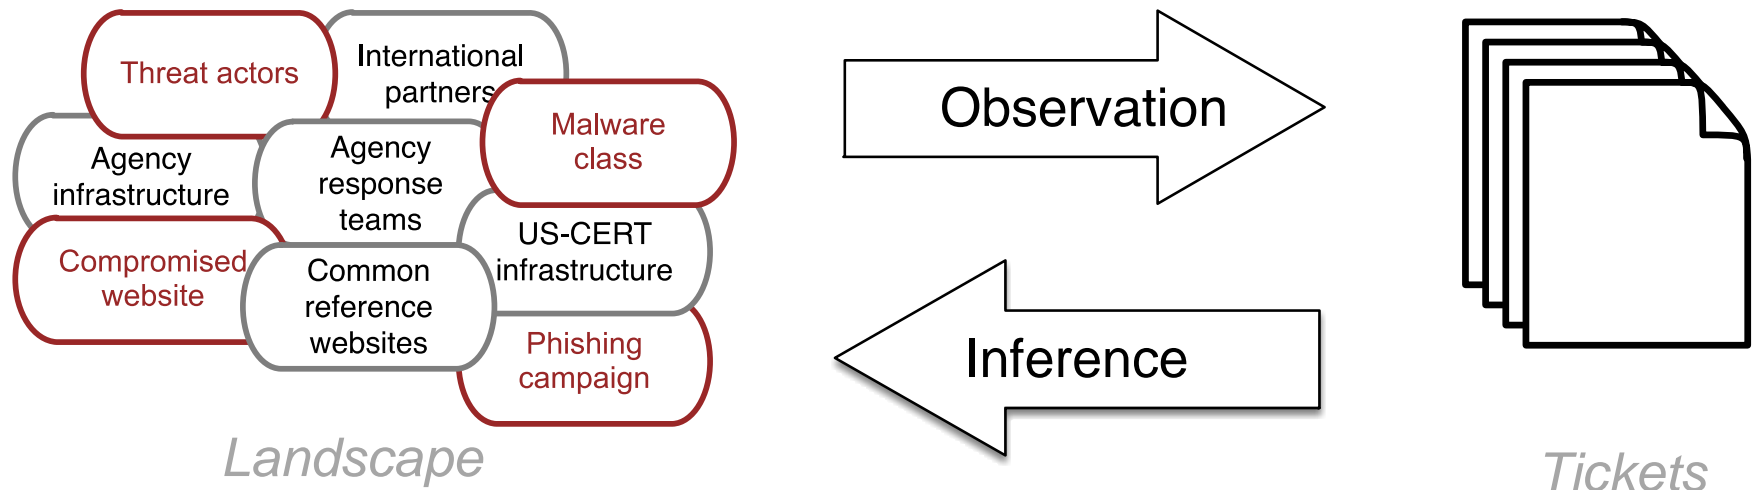 Threat actors
International
partners
Malware
class
Agency
infrastructure
Agency
response
teams
US-CERT
infrastructure
Compromised
website
Common
reference
websites
Phishing
campaign
Landscape
Observation
Inference
Tickets